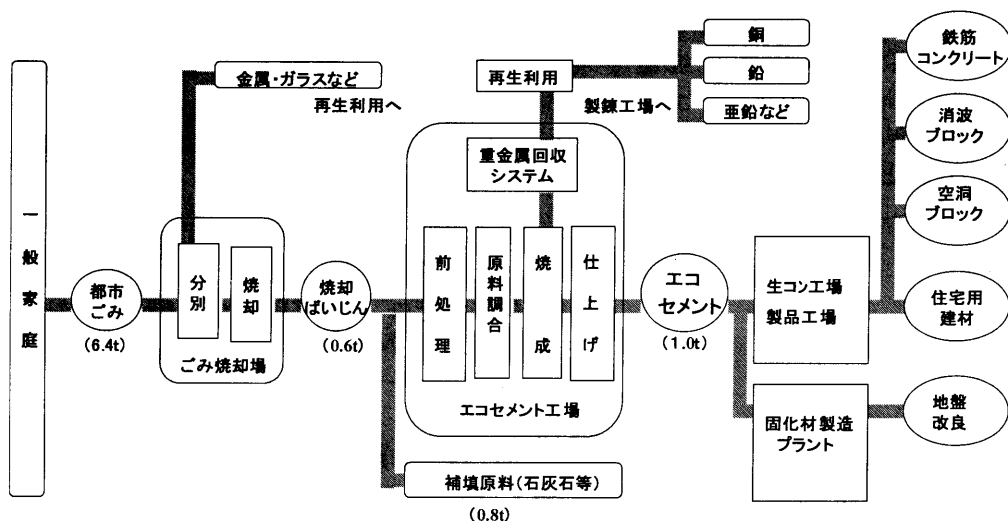 一般家庭
都市
ごみ
(6.4t)
金属・ガラスなど
再生利用へ
分別
焼却
ごみ焼却場
焼却
ばいじん
(0.6t)
再生利用
製錬工場へ
銅
鉛
亜鉛など
重金属回収
システム
前処理
原料調合
焼成
仕上げ
エコセメント工場
補填原料(石灰石等)
(0.8t)
エコ
セメント
(1.0t)
生コン工場
製品工場
固化材製造
プラント
鉄筋
コンクリート
消波
ブロック
空洞
ブロック
住宅用
建材
地盤
改良